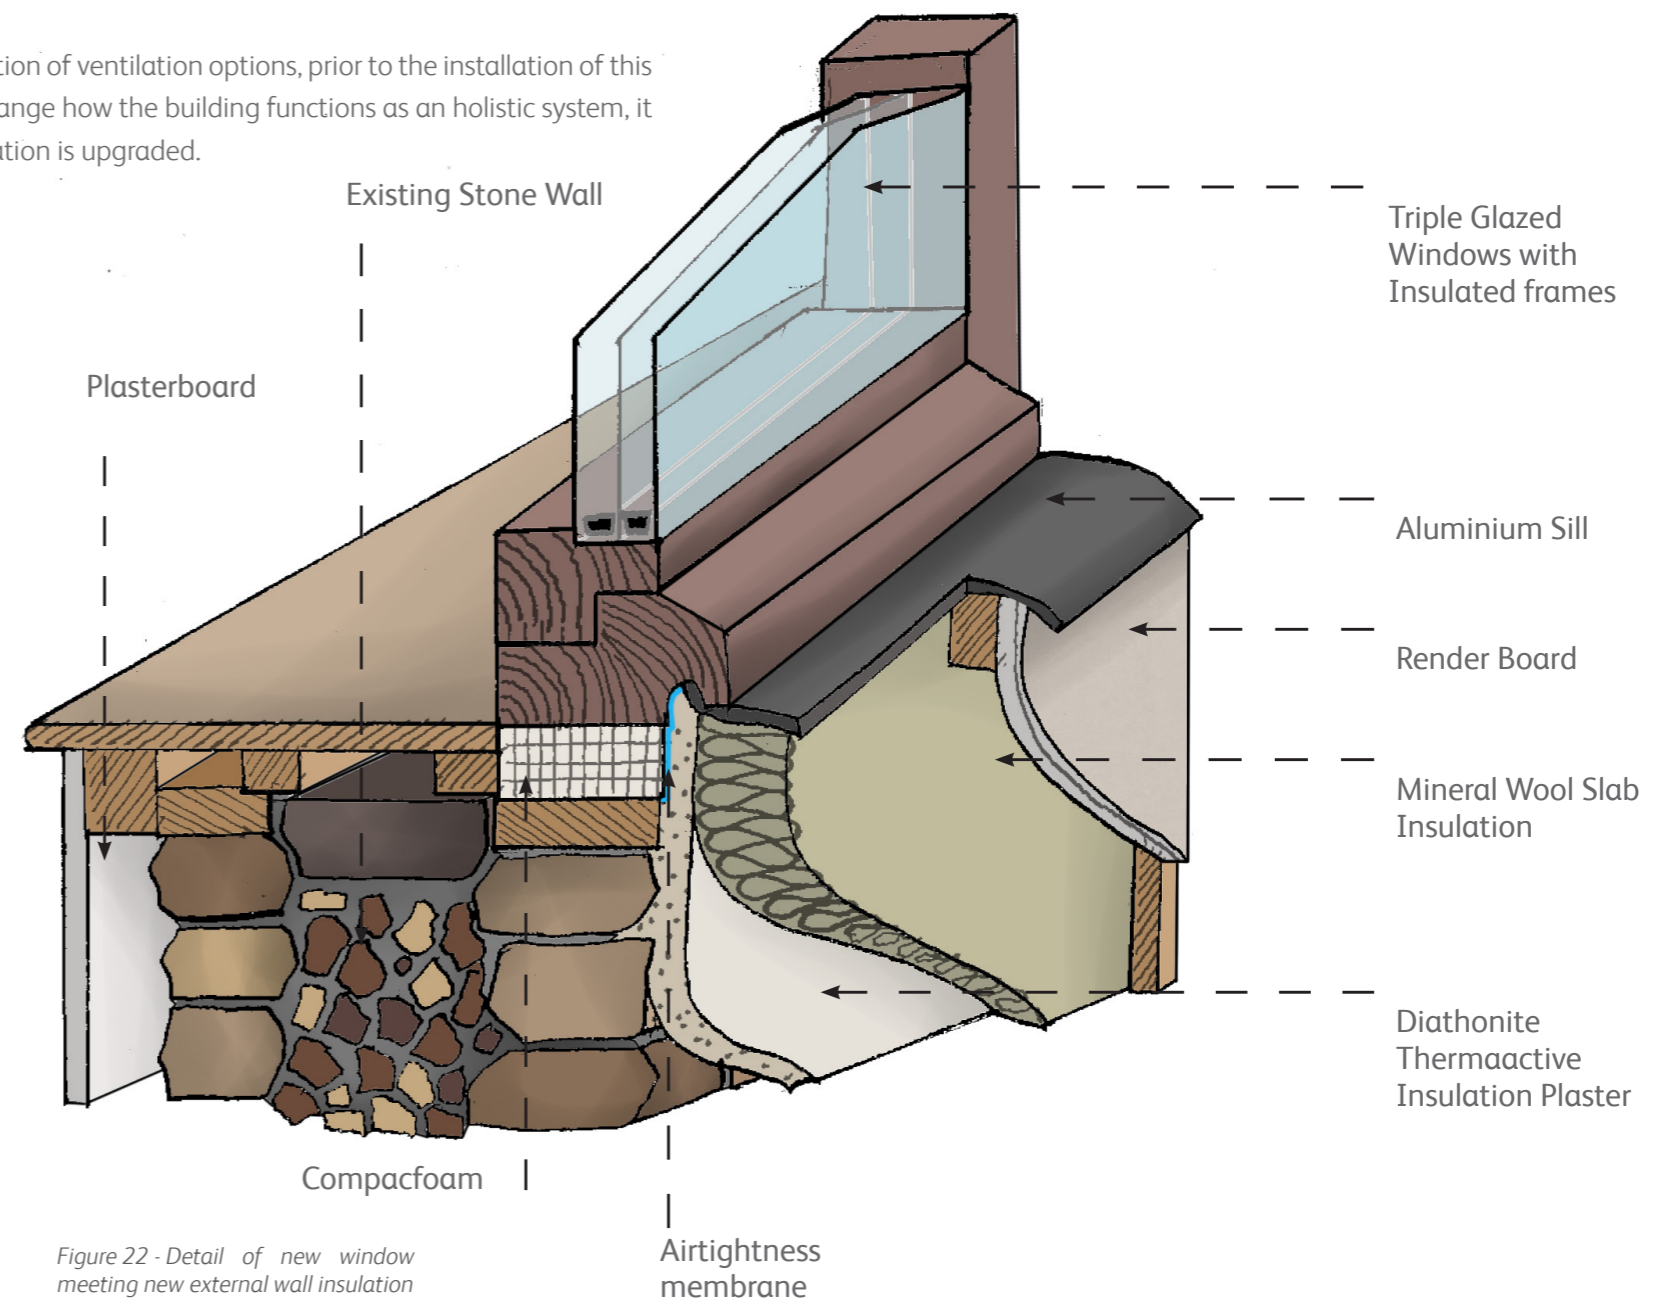 tion of ventilation options, prior to the installation of this
ange how the building functions as an holistic system, it
ation is upgraded.
Existing Stone Wall
Triple Glazed
Windows with
Insulated frames
Plasterboard
Aluminium Sill
Render Board
Mineral Wool Slab
Insulation
Diathonite
Thermaactive
Insulation Plaster
Compacfoam
Airtightness
membrane
Figure 22 - Detail of new window
meeting new external wall insulation